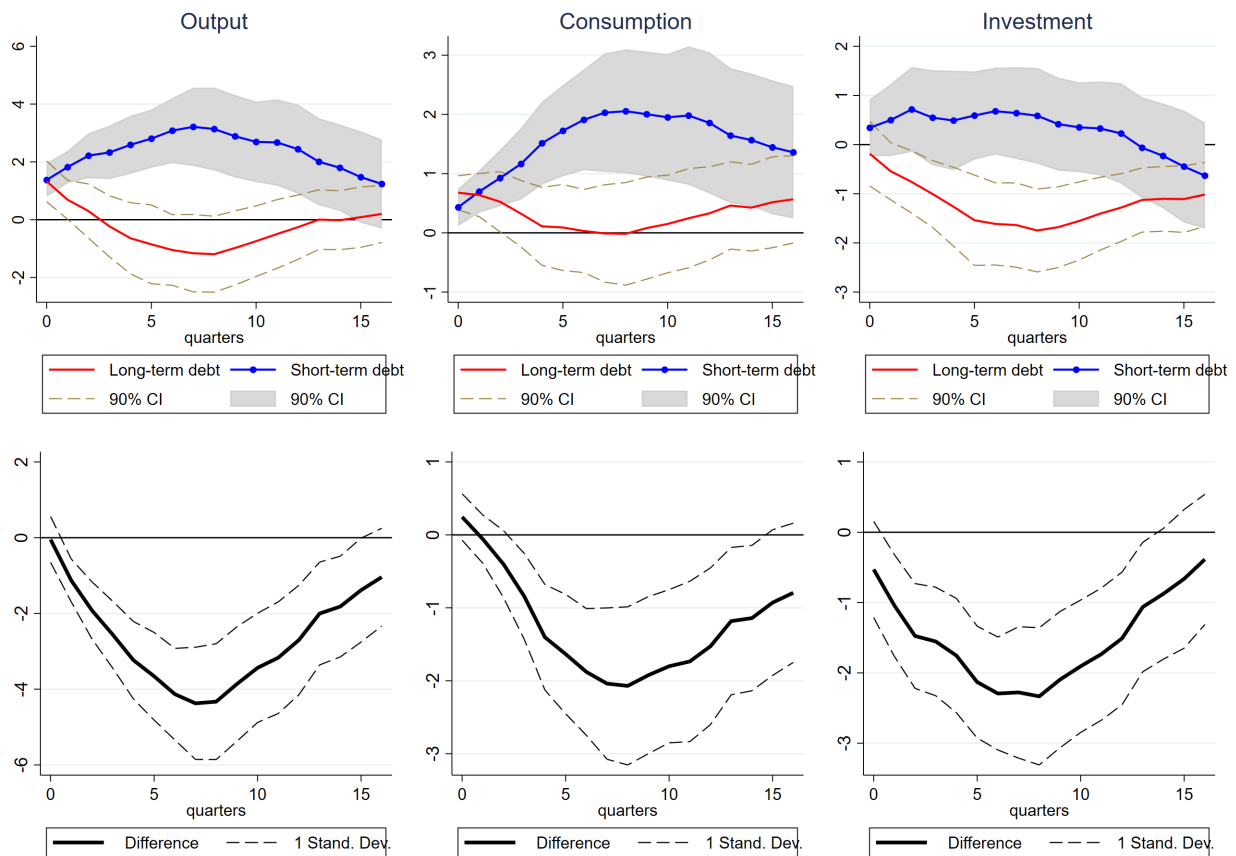 Output
Consumption
Investment
6
4
2
0
-2
0
5
10
15
quarters
3
2
1
0
-1
0
5
10
15
quarters
2
1
0
-1
-2
-3
0
5
10
15
quarters
Long-term debt
Short-term debt
90% CI
90% CI
Long-term debt
Short-term debt
90% CI
90% CI
Long-term debt
Short-term debt
90% CI
90% CI
2
0
-2
-4
-6
0
5
10
15
quarters
1
0
-1
-2
-3
0
5
10
15
quarters
1
0
-1
-2
-3
0
5
10
15
quarters
Difference
1 Stand. Dev.
Difference
1 Stand. Dev.
Difference
1 Stand. Dev.